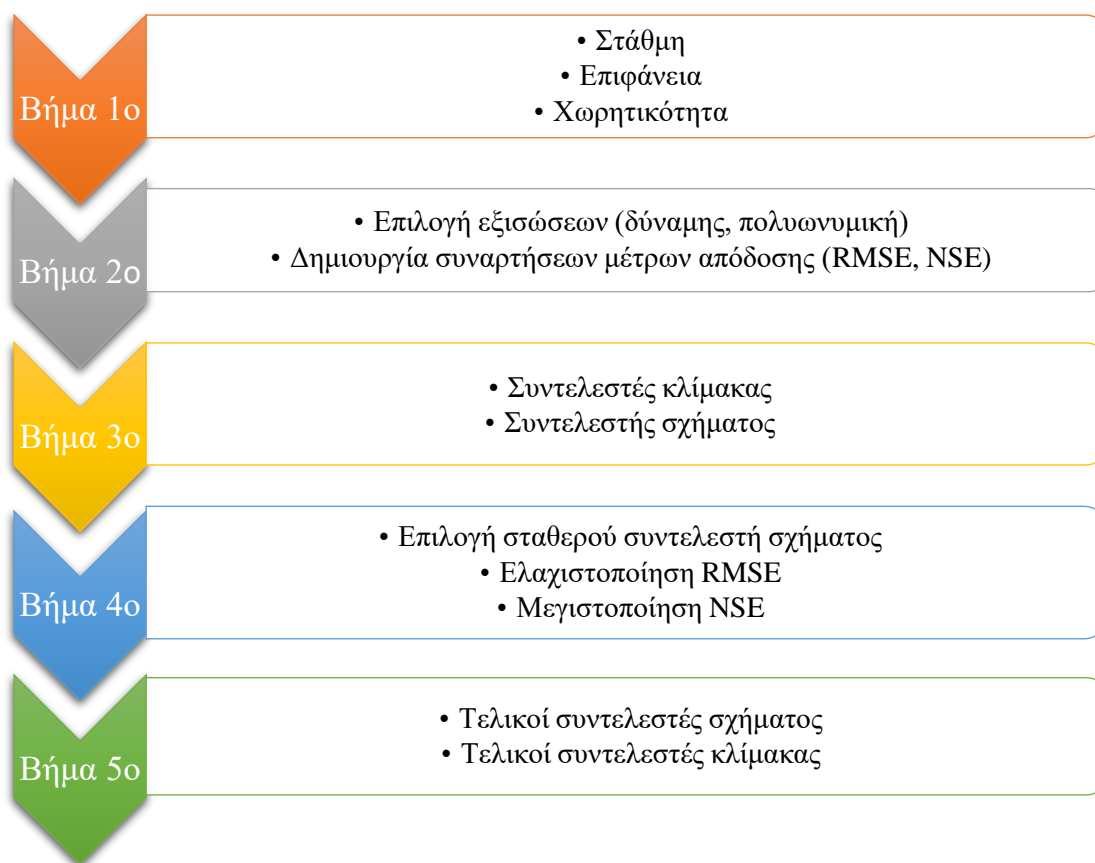 Βήμα 1ο
• Στάθμη
• Επιφάνεια
• Χωρητικότητα
Βήμα 2ο
• Επιλογή εξισώσεων (δύναμης, πολυωνυμική)
• Δημιουργία συναρτήσεων μέτρων απόδοσης (RMSE, NSE)
Βήμα 3ο
• Συντελεστές κλίμακας
• Συντελεστής σχήματος
Βήμα 4ο
• Επιλογή σταθερού συντελεστή σχήματος
• Ελαχιστοποίηση RMSE
• Μεγιστοποίηση NSE
Βήμα 5ο
• Τελικοί συντελεστές σχήματος
• Τελικοί συντελεστές κλίμακας